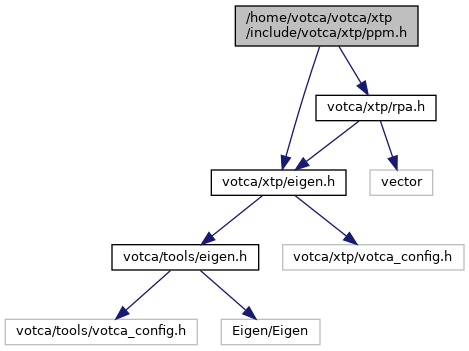 /home/votca/votca/xtp
/include/votca/xtp/ppm.h
votca/xtp/rpa.h
votca/xtp/eigen.h
vector
votca/tools/eigen.h
votca/xtp/votca_config.h
votca/tools/votca_config.h
Eigen/Eigen